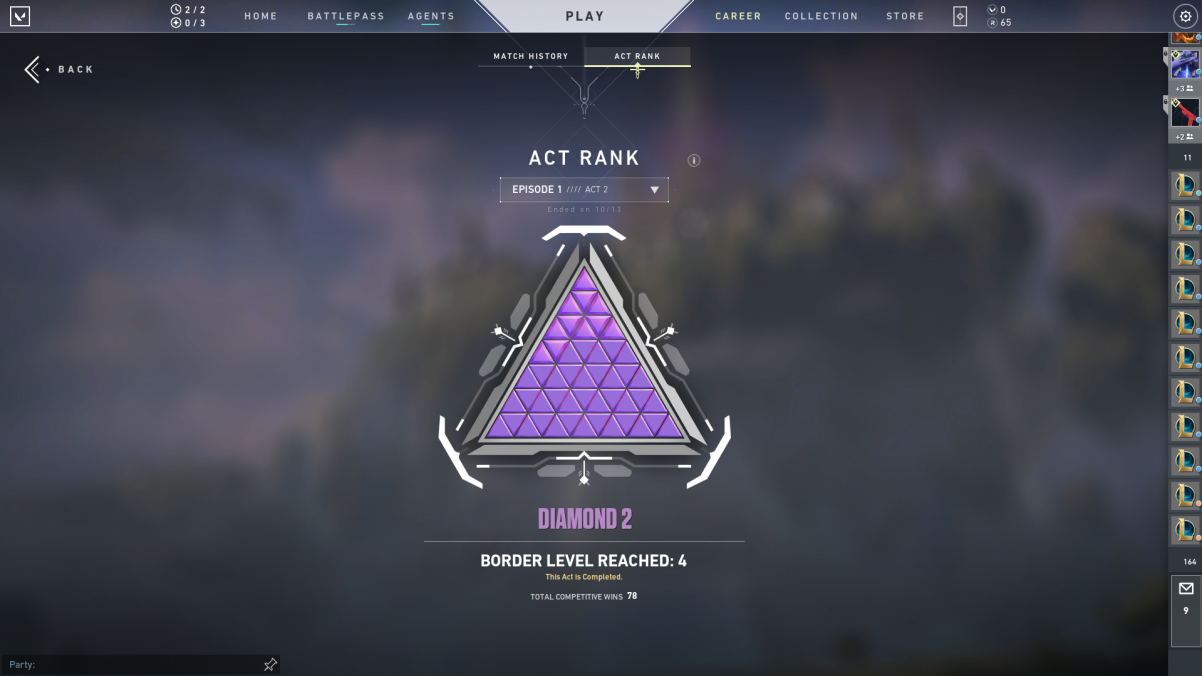 2 / 2
0 / 3
HOME
BATTLEPASS
AGENTS
PLAY
CAREER
COLLECTION
STORE
0
65
BACK
MATCH HISTORY
ACT RANK
+3
+2
11
ACT RANK
EPISODE 1 //// ACT 2
Ended on 10/13
DIAMOND 2
BORDER LEVEL REACHED: 4
This Act is Completed.
TOTAL COMPETITIVE WINS 78
164
9
Party: